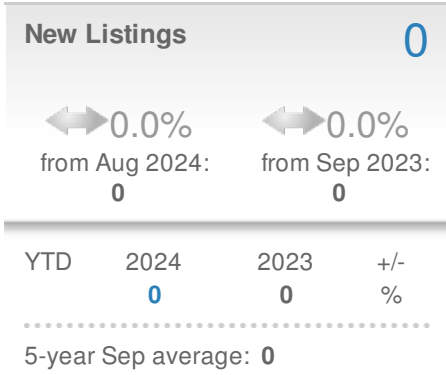 New Listings 0
0.0% 0.0%
from Aug 2024: from Sep 2023:
0 0
YTD 2024 2023 +/-
0 0 %
5-year Sep average: 0